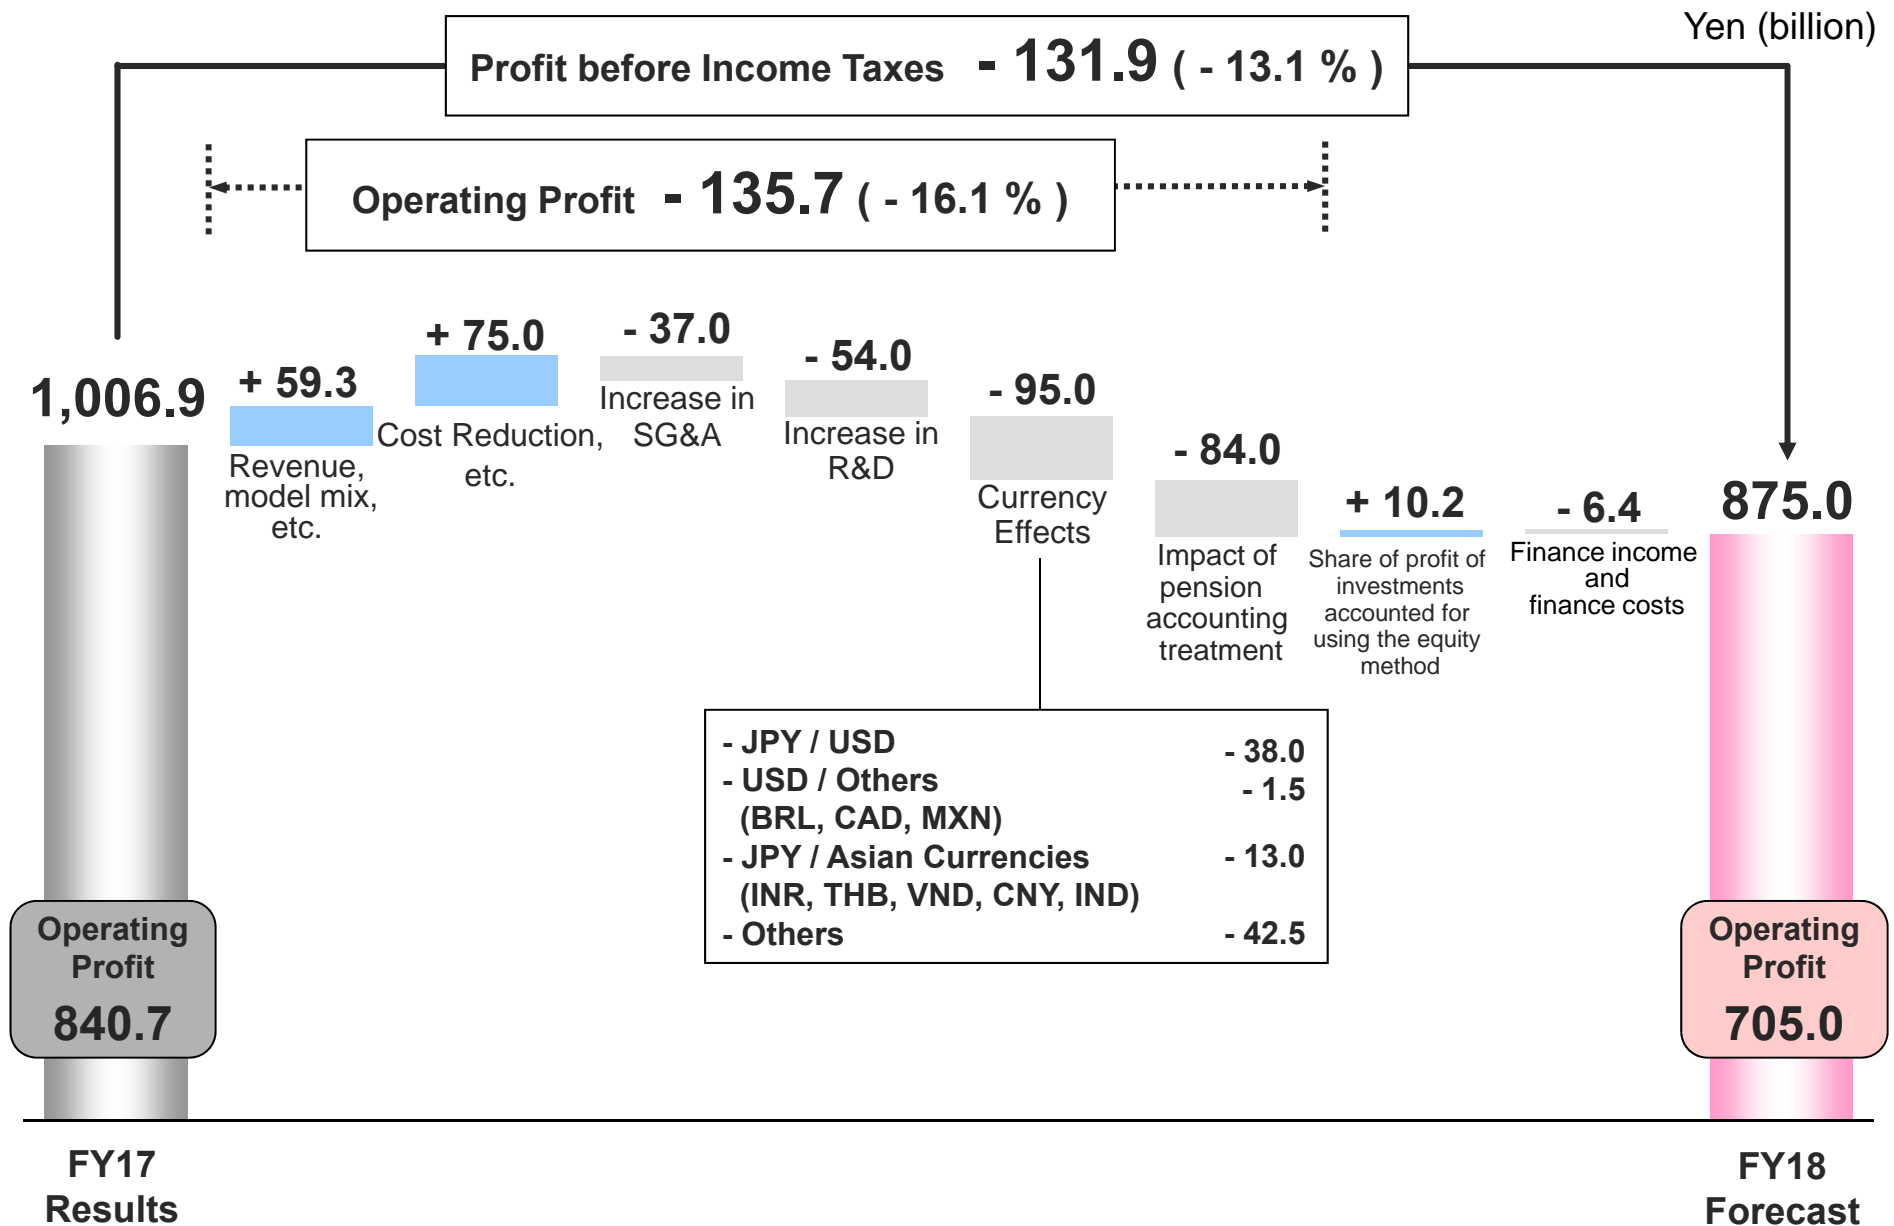 Yen (billion)
Profit before Income Taxes - 131.9 ( - 13.1 % )
Operating Profit - 135.7 ( - 16.1 % )
1,006.9
+ 59.3
Revenue,
model mix,
etc.
+ 75.0
Cost Reduction,
etc.
- 37.0
Increase in
SG&A
- 54.0
Increase in
R&D
- 95.0
Currency
Effects
- 84.0
Impact of
pension
accounting
treatment
+ 10.2
Share of profit of
investments
accounted for
using the equity
method
- 6.4
Finance income
and
finance costs
875.0
- JPY / USD - 38.0
- USD / Others - 1.5
(BRL, CAD, MXN)
- JPY / Asian Currencies - 13.0
(INR, THB, VND, CNY, IND)
- Others - 42.5
Operating
Profit
840.7
Operating
Profit
705.0
FY17
Results
FY18
Forecast